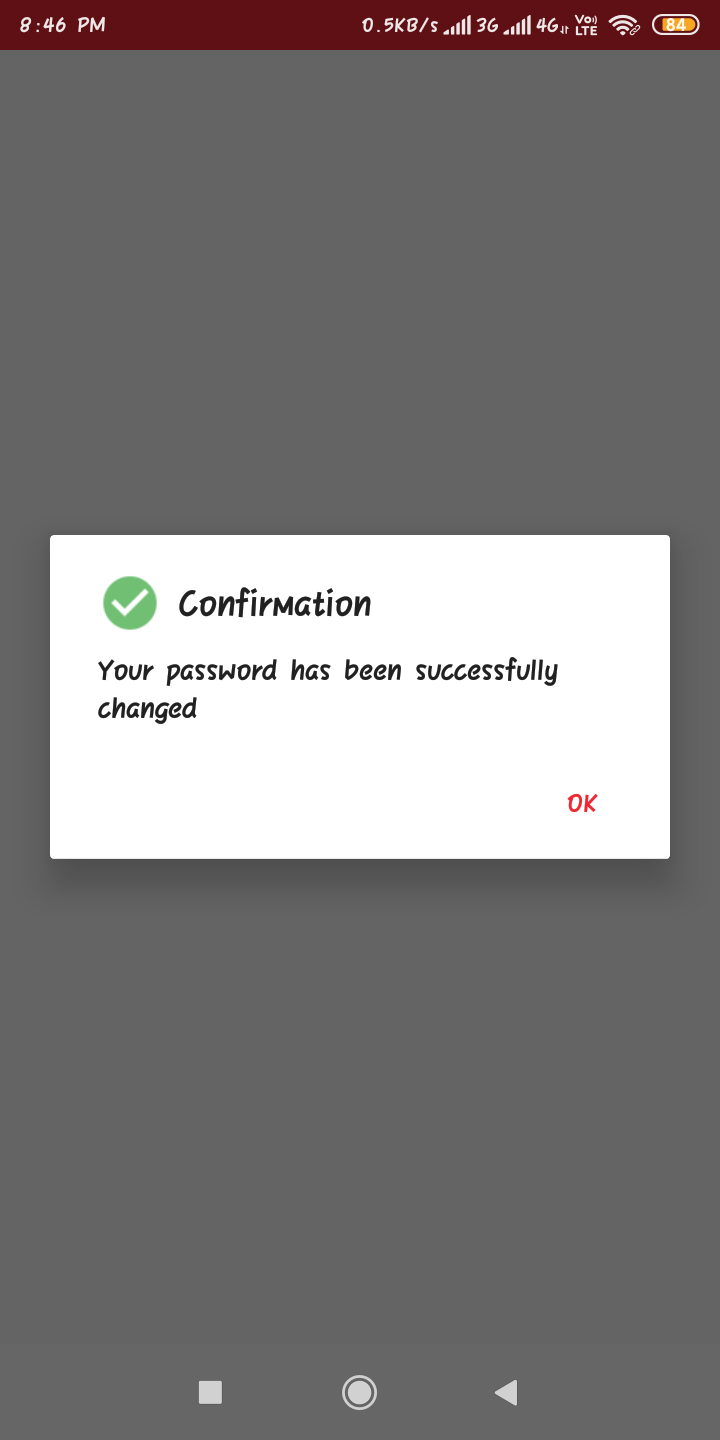 8:46 PM 0.5KB/s 3G 4G Vo) LTE 84
Confirmation
Your password has been successfully
changed
OK